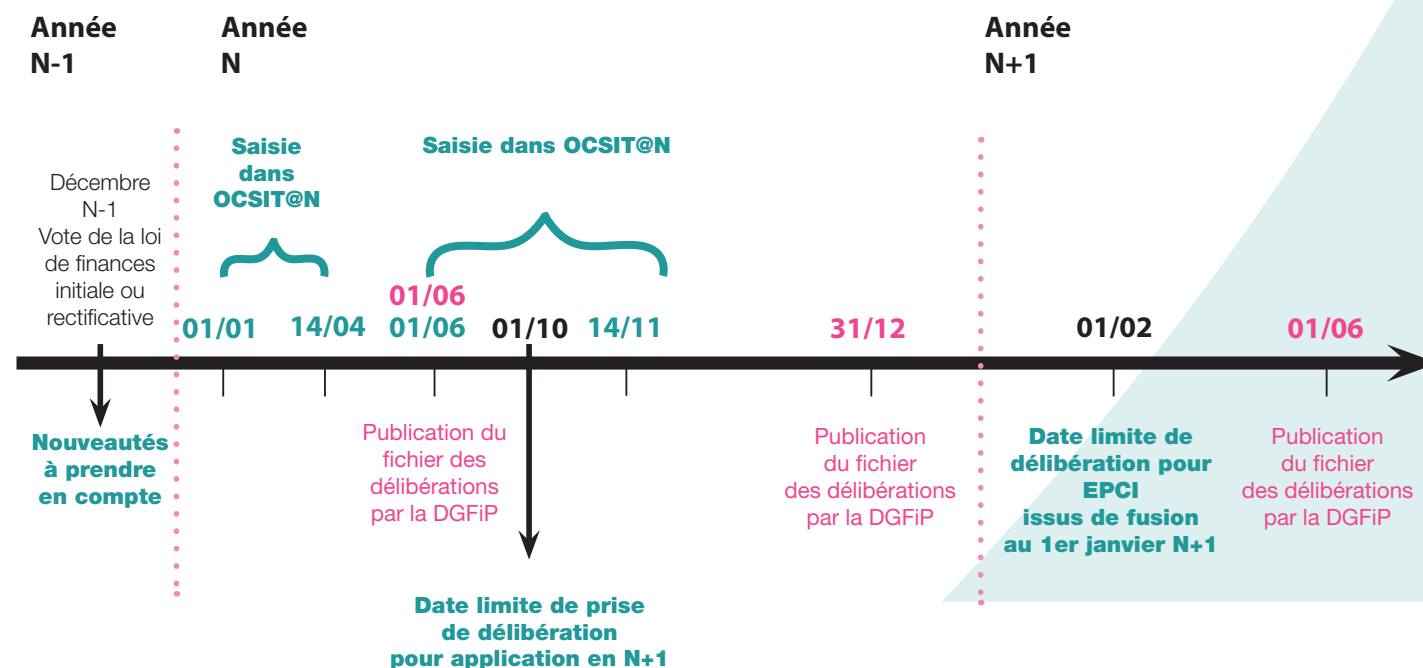 Année
N-1
Année
N
Année
N+1
Saisie
dans
OCSIT@N
Saisie dans OCSIT@N
Décembre
N-1
Vote de la loi
de finances
initiale ou
rectificative
01/01
14/04
01/06
01/06
01/10
14/11
31/12
01/02
01/06
Nouveautés
à prendre
en compte
Publication du
fichier des
délibérations
par la DGFiP
Date limite de prise
de délibération
pour application en N+1
Publication
du fichier
des délibérations
par la DGFiP
Date limite de
délibération pour
EPCI
issus de fusion
au 1er janvier N+1
Publication
du fichier
des délibérations
par la DGFiP